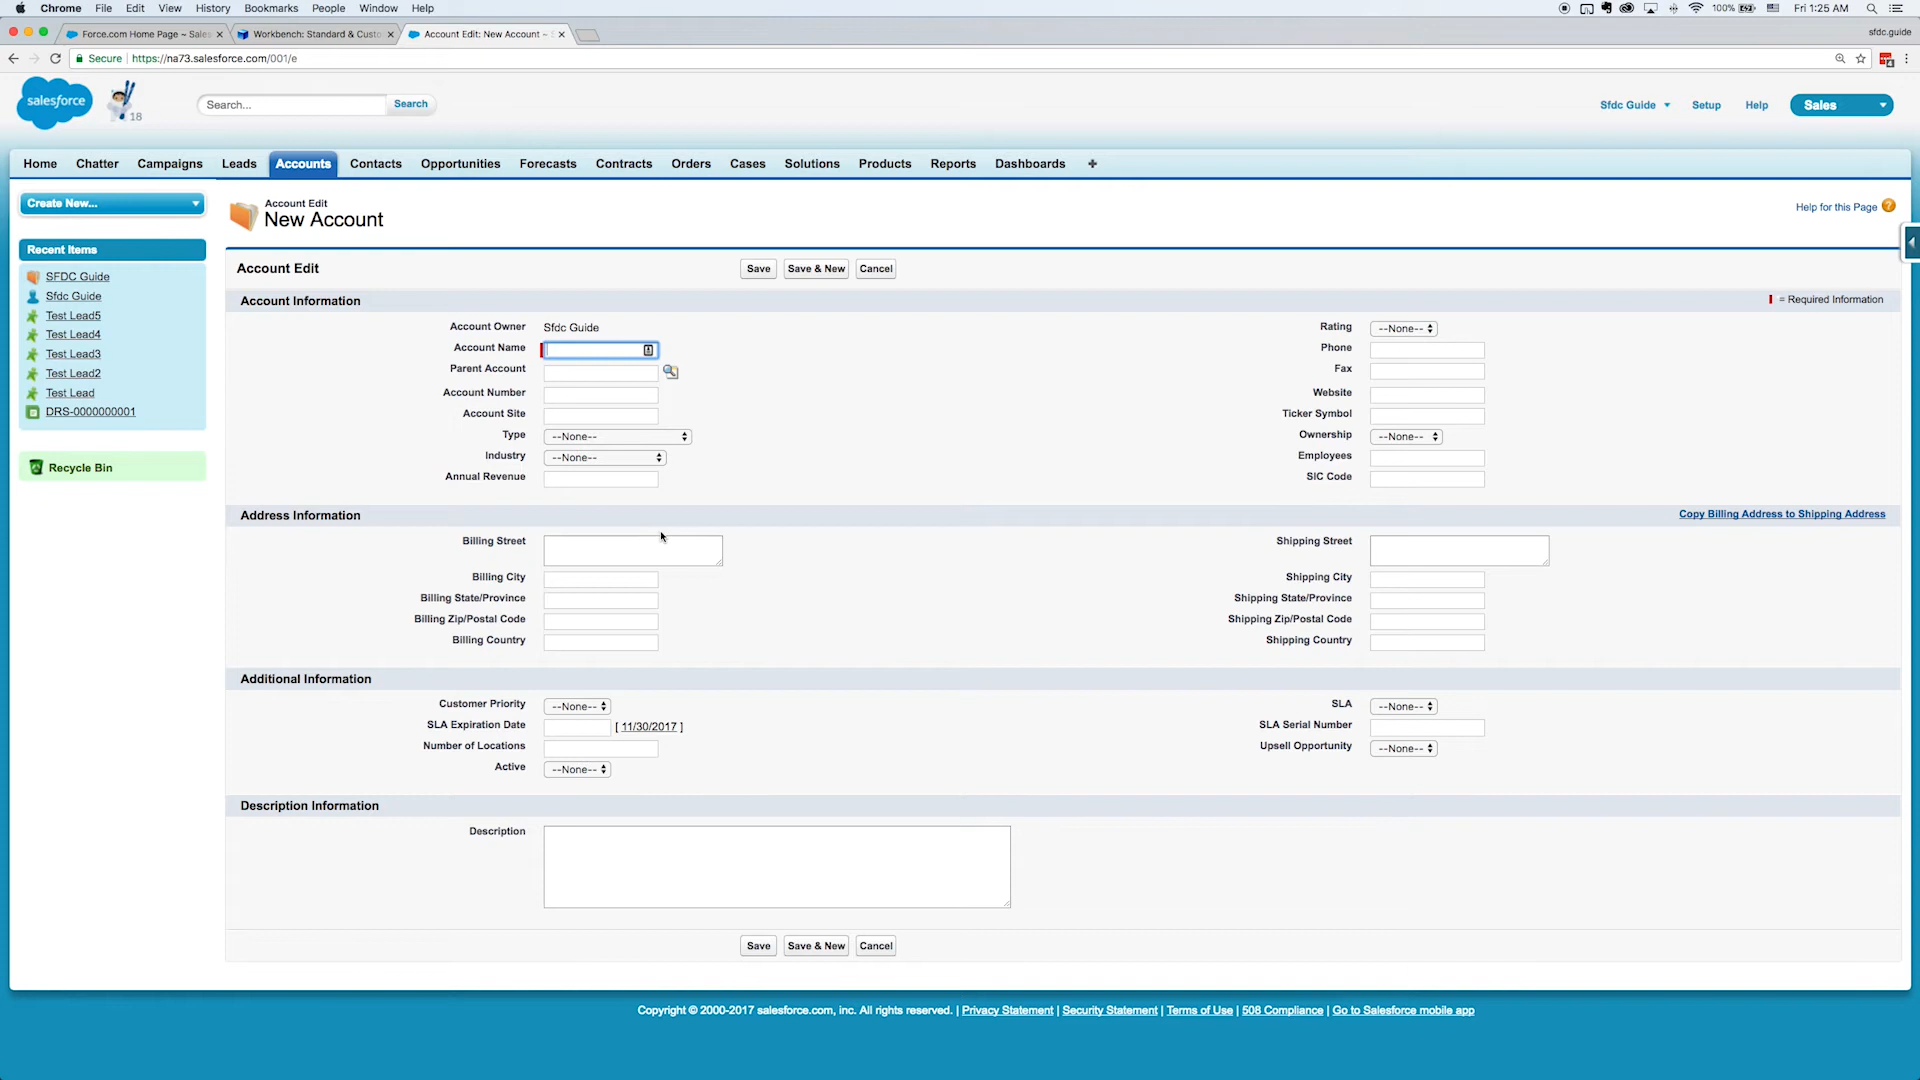 Chrome File Edit View History Bookmarks People Window Help 100% Fri 1:25 AM
Force.com Home Page ~ Sales Workbench: Standard & Custo Account Edit: New Account ~ sfdc.guide
Secure https://na73.salesforce.com/001/e
salesforce 18 Search... Search Sfdc Guide Setup Help Sales
Home Chatter Campaigns Leads Accounts Contacts Opportunities Forecasts Contracts Orders Cases Solutions Products Reports Dashboards
Create New...
Recent Items
SFDC Guide
Sfdc Guide
Test Lead5
Test Lead4
Test Lead3
Test Lead2
Test Lead
DRS-0000000001
Recycle Bin
Account Edit
New Account
Help for this Page ?
Account Edit Save Save & New Cancel
Account Information = Required Information
Account Owner Sfdc Guide Rating --None--
Account Name Phone
Parent Account Fax
Account Number Website
Account Site Ticker Symbol
Type --None-- Ownership --None--
Industry --None-- Employees
Annual Revenue SIC Code
Address Information Copy Billing Address to Shipping Address
Billing Street Shipping Street
Billing City Shipping City
Billing State/Province Shipping State/Province
Billing Zip/Postal Code Shipping Zip/Postal Code
Billing Country Shipping Country
Additional Information
Customer Priority --None-- SLA --None--
SLA Expiration Date [ 11/30/2017 ] SLA Serial Number
Number of Locations Upsell Opportunity --None--
Active --None--
Description Information
Description
Save Save & New Cancel
Copyright © 2000-2017 salesforce.com, inc. All rights reserved. | Privacy Statement | Security Statement | Terms of Use | 508 Compliance | Go to Salesforce mobile app